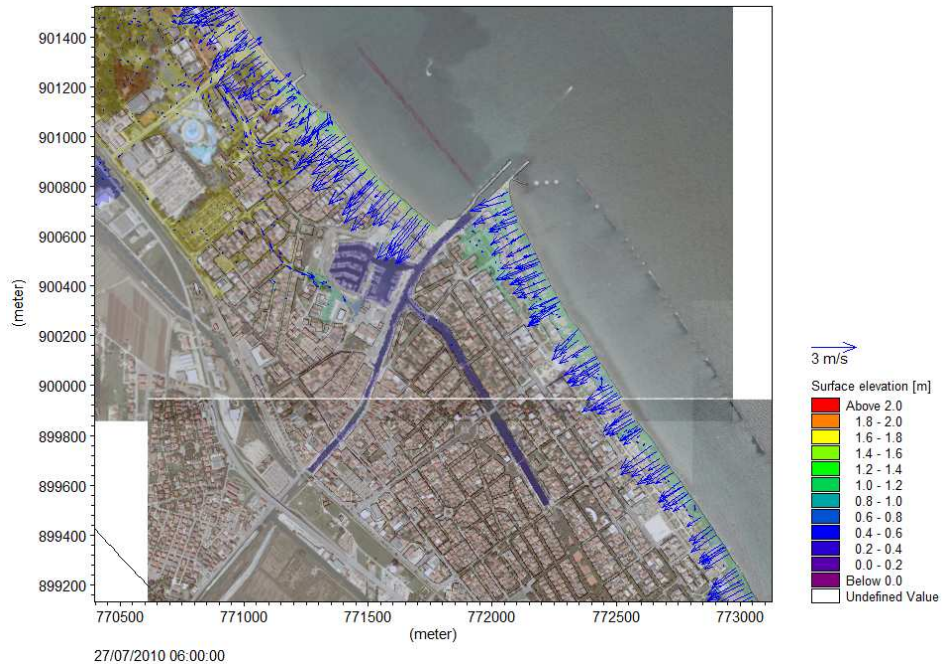 901400
901200
901000
900800
900600
900400
900200
900000
899800
899600
899400
899200
(meter)
770500 771000 771500 772000 772500 773000
(meter)
27/07/2010 06:00:00
3 m/s
Surface elevation [m]
Above 2.0
1.8 - 2.0
1.6 - 1.8
1.4 - 1.6
1.2 - 1.4
1.0 - 1.2
0.8 - 1.0
0.6 - 0.8
0.4 - 0.6
0.2 - 0.4
0.0 - 0.2
Below 0.0
Undefined Value